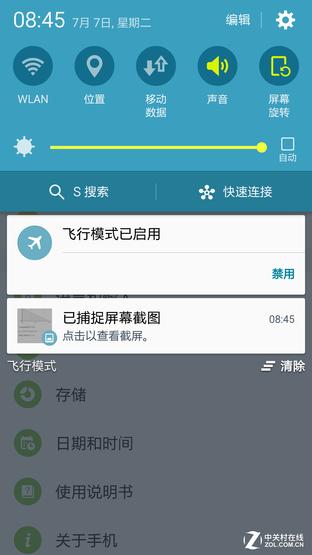 08:45 7月 7日, 星期二 编辑
WLAN
位置
移动
数据
声音
屏幕
旋转
自动
S 搜索
快速连接
飞行模式已启用
禁用
已捕捉屏幕截图 08:45
点击以查看截屏。
飞行模式 清除
存储
日期和时间
使用说明书
关于手机
Z 中关村在线
ZOL.COM.CN